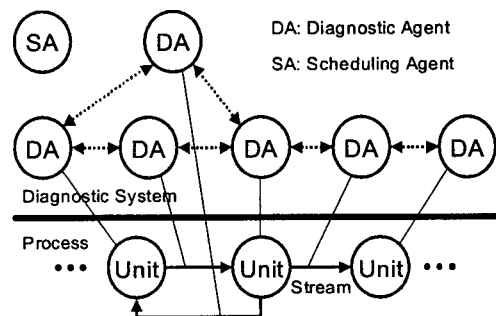 SA
DA
DA: Diagnostic Agent
SA: Scheduling Agent
DA
DA
DA
DA
DA
Diagnostic System
Process
••• Unit Unit Unit •••
Stream